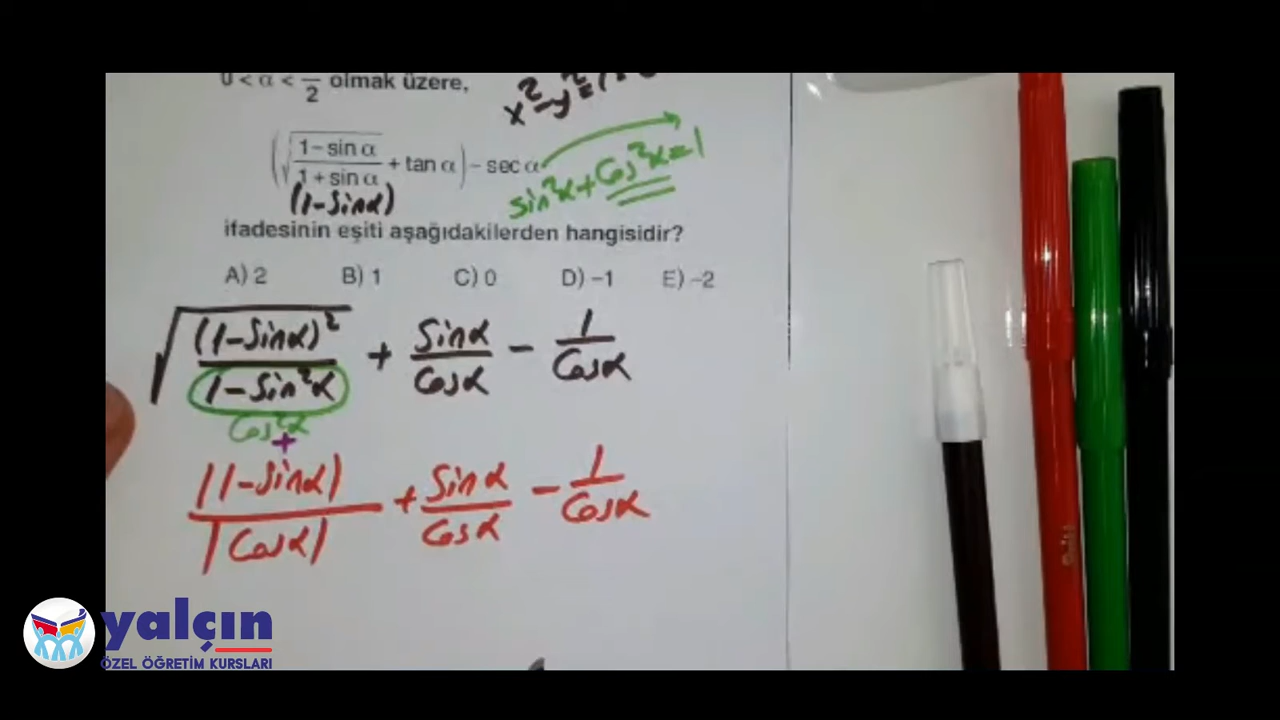 0 < α < π/2 olmak üzere,
x² - y² =
(√((1 - sin α)/(1 + sin α)) + tan α) - sec α
(1-Sinα)
sin²x + Cos²x = 1
ifadesinin eşiti aşağıdakilerden hangisidir?
A) 2 B) 1 C) 0 D) -1 E) -2
√((1-Sinα)²/(1-Sin²α)) + Sinα/Cosα - 1/Cosα
Cos²α
+
|1-Sinα|/|Cosα| + Sinα/Cosα - 1/Cosα
yalçın
ÖZEL ÖĞRETİM KURSLARI